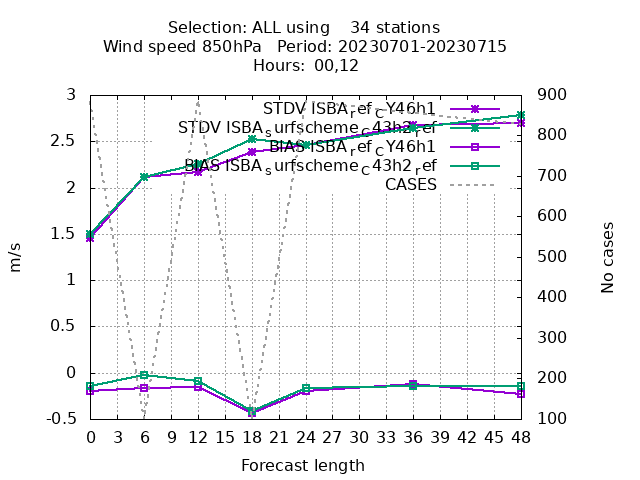 Selection: ALL using 34 stations
Wind speed 850hPa Period: 20230701-20230715
Hours: 00,12
3
2.5
2
1.5
1
0.5
0
-0.5
m/s
STDV ISBA_ref_CY46h1
STDV ISBA_surfscheme_C43h2_ref
BIAS ISBA_ref_CY46h1
BIAS ISBA_surfscheme_C43h2_ref
CASES
900
800
700
600
500
400
300
200
100
No cases
0 3 6 9 12 15 18 21 24 27 30 33 36 39 42 45 48
Forecast length